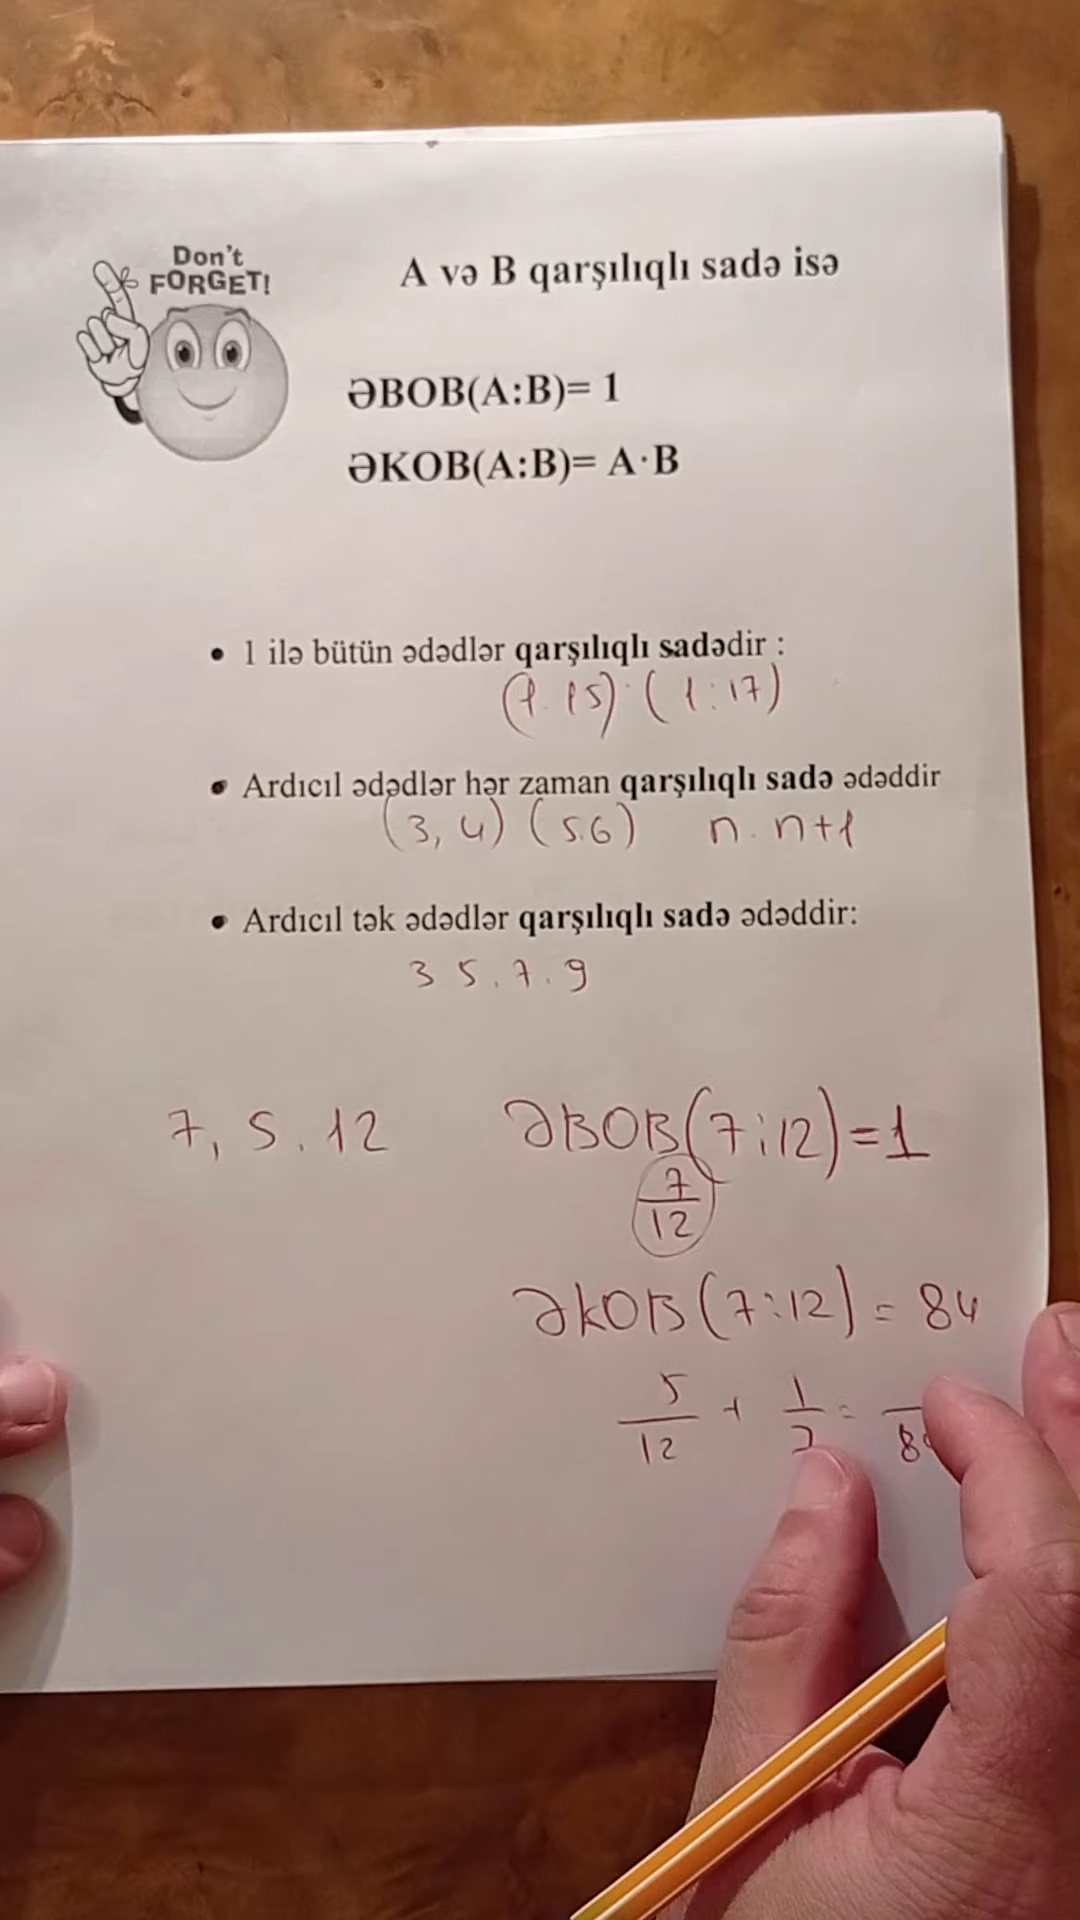 Don't
FORGET!
A və B qarşılıqlı sadə isə
ƏBOB(A:B)= 1
ƏKOB(A:B)= A·B
• 1 ilə bütün ədədlər qarşılıqlı sadədir :
(1. 15) (1:17)
• Ardıcıl ədədlər hər zaman qarşılıqlı sadə ədəddir
(3, 4) (5.6) n. n+1
• Ardıcıl tək ədədlər qarşılıqlı sadə ədəddir:
3 5. 7. 9
7, 5. 12 ƏBOB(7:12)=1
7/12
ƏKOB(7:12) = 84
5/12 + 1/7 =